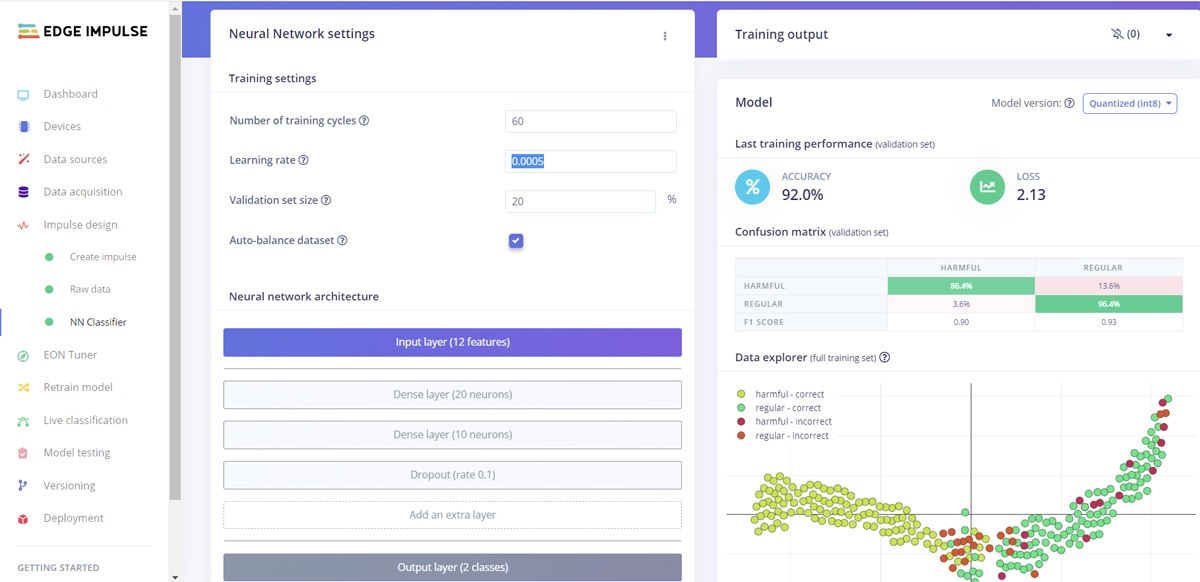 EDGE IMPULSE
Dashboard
Devices
Data sources
Data acquisition
Impulse design
Create impulse
Raw data
NN Classifier
EON Tuner
Retrain model
Live classification
Model testing
Versioning
Deployment
GETTING STARTED
Neural Network settings
Training settings
Number of training cycles ?
60
Learning rate ?
0.0005
Validation set size ?
20 %
Auto-balance dataset ?
Neural network architecture
Input layer (12 features)
Dense layer (20 neurons)
Dense layer (10 neurons)
Dropout (rate 0.1)
Add an extra layer
Output layer (2 classes)
Training output
(0)
Model
Model version: ? Quantized (int8)
Last training performance (validation set)
% ACCURACY
92.0%
LOSS
2.13
Confusion matrix (validation set)
HARMFUL REGULAR
HARMFUL 86.4% 13.6%
REGULAR 3.6% 96.4%
F1 SCORE 0.90 0.93
Data explorer (full training set) ?
harmful - correct
regular - correct
harmful - incorrect
regular - incorrect